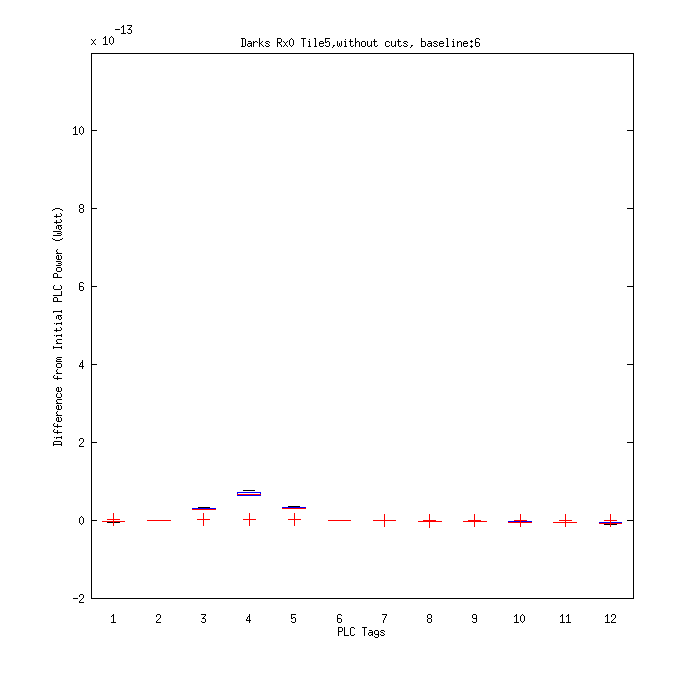 x 10 -13
Darks Rx0 Tile5,without cuts, baseline:6
10
8
6
4
2
0
-2
Difference from Initial PLC Power (Watt)
1 2 3 4 5 6 7 8 9 10 11 12
PLC Tags